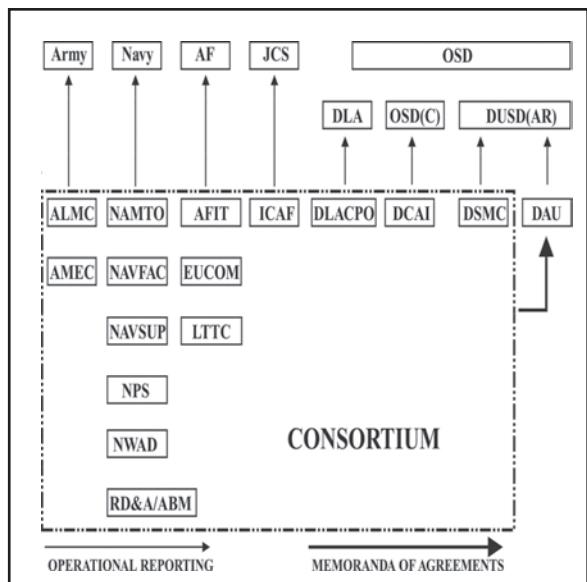 Army Navy AF JCS OSD
DLA OSD(C) DUSD(AR)
ALMC NAMTO AFIT ICAF DLACPO DCAI DSMC DAU
AMEC NAVFAC EUCOM
NAVSUP LTTC
NPS
NWAD CONSORTIUM
RD&A/ABM
OPERATIONAL REPORTING MEMORANDA OF AGREEMENTS